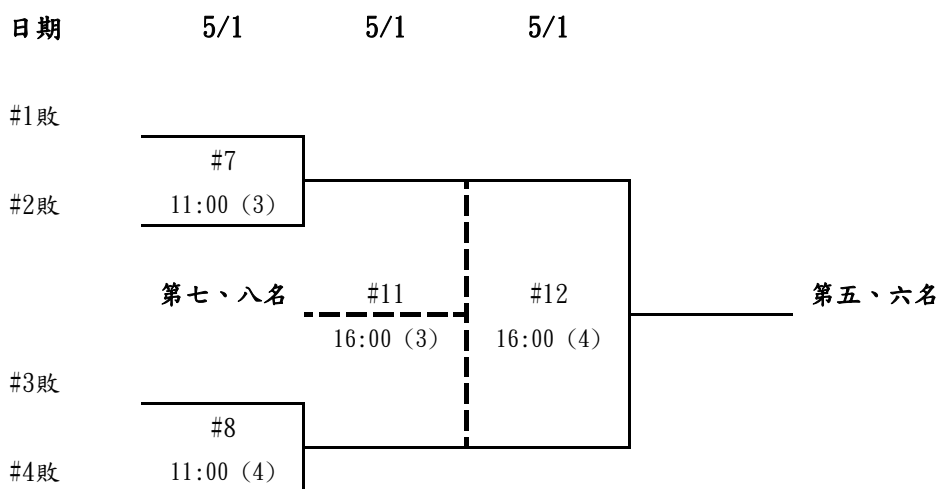 日期 5/1 5/1 5/1
#1敗
#7
#2敗 11:00 (3)
第七、八名 #11 #12 第五、六名
16:00 (3) 16:00 (4)
#3敗
#8
#4敗 11:00 (4)